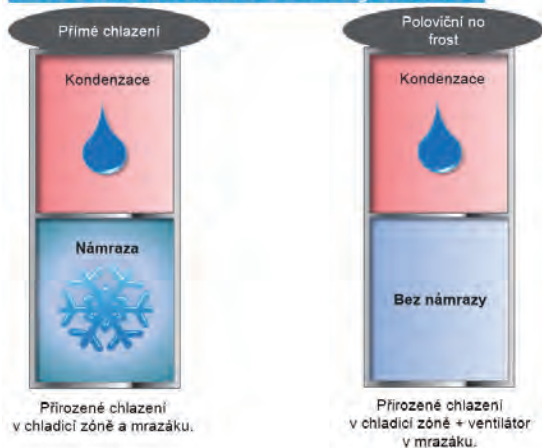 Přímé chlazení
Kondenzace
Námraza
Přirozené chlazení
v chladicí zóně a mrazáku.
Poloviční no
frost
Kondenzace
Bez námrazy
Přirozené chlazení
v chladicí zóně + ventilátor
v mrazáku.